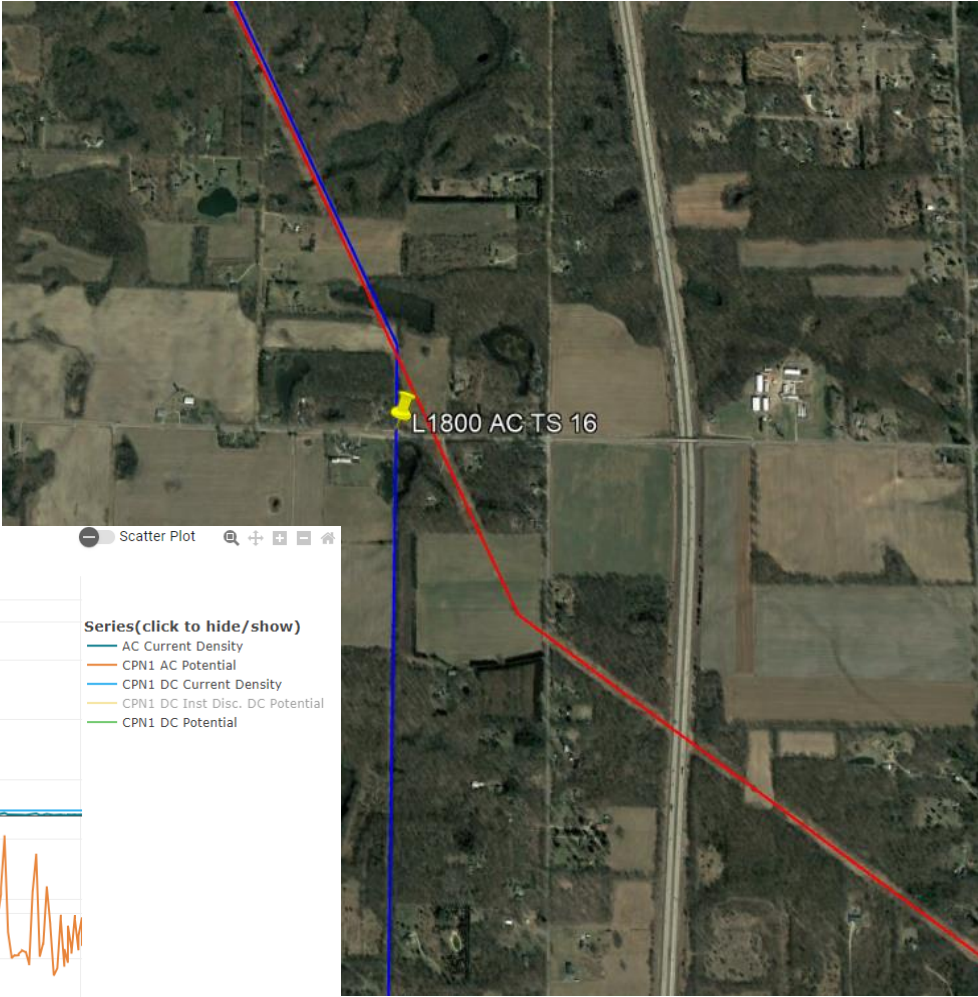 L1800 AC TS 16
Scatter Plot
Series(click to hide/show)
AC Current Density
CPN1 AC Potential
CPN1 DC Current Density
CPN1 DC Inst Disc. DC Potential
CPN1 DC Potential